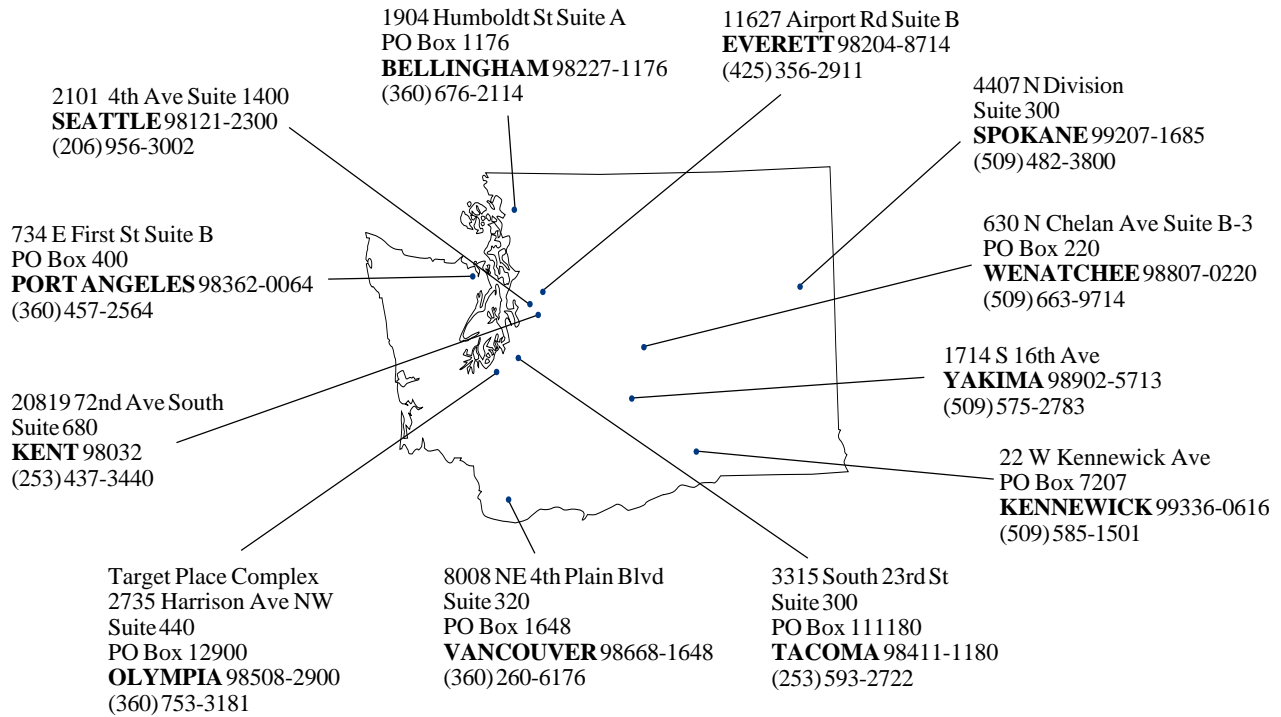 1904 Humboldt St Suite A
PO Box 1176
BELLINGHAM 98227-1176
(360) 676-2114
11627 Airport Rd Suite B
EVERETT 98204-8714
(425) 356-2911
2101 4th Ave Suite 1400
SEATTLE 98121-2300
(206) 956-3002
4407 N Division
Suite 300
SPOKANE 99207-1685
(509) 482-3800
734 E First St Suite B
PO Box 400
PORT ANGELES 98362-0064
(360) 457-2564
630 N Chelan Ave Suite B-3
PO Box 220
WENATCHEE 98807-0220
(509) 663-9714
1714 S 16th Ave
YAKIMA 98902-5713
(509) 575-2783
20819 72nd Ave South
Suite 680
KENT 98032
(253) 437-3440
22 W Kennewick Ave
PO Box 7207
KENNEWICK 99336-0616
(509) 585-1501
Target Place Complex
2735 Harrison Ave NW
Suite 440
PO Box 12900
OLYMPIA 98508-2900
(360) 753-3181
8008 NE 4th Plain Blvd
Suite 320
PO Box 1648
VANCOUVER 98668-1648
(360) 260-6176
3315 South 23rd St
Suite 300
PO Box 111180
TACOMA 98411-1180
(253) 593-2722